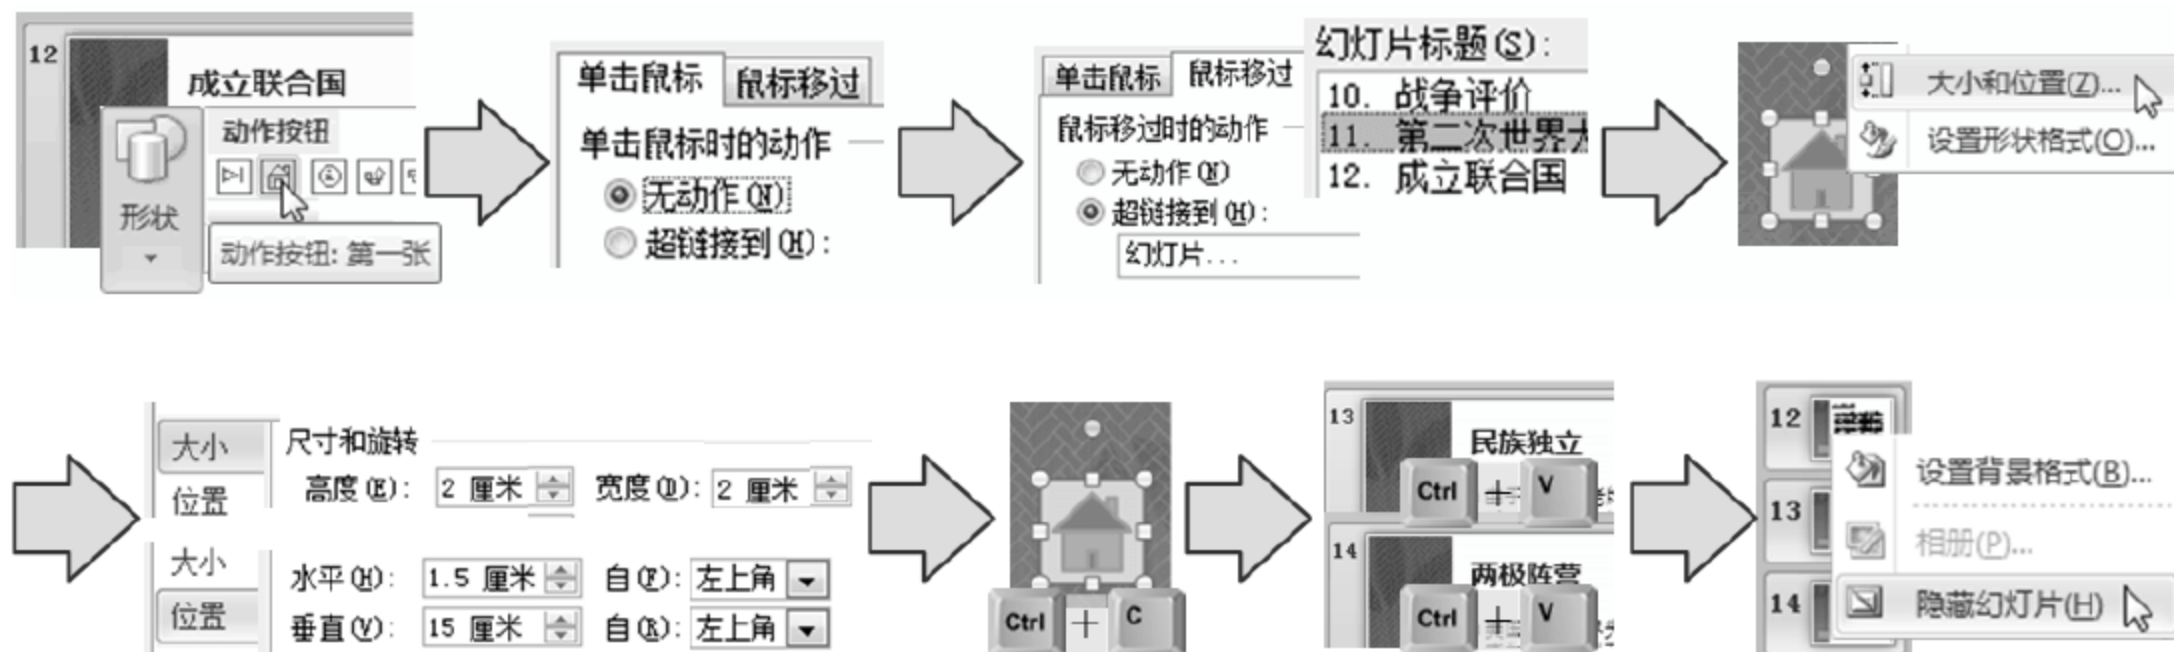 12
成立联合国
动作按钮
形状
动作按钮: 第一张
单击鼠标 鼠标移过
单击鼠标时的动作
无动作(N)
超链接到(H):
单击鼠标 鼠标移过
鼠标移过时的动作
无动作(N)
超链接到(H):
幻灯片...
幻灯片标题(S):
10. 战争评价
11. 第二次世界大
12. 成立联合国
大小和位置(Z)...
设置形状格式(O)...
大小
位置
尺寸和旋转
高度(E): 2 厘米 宽度(D): 2 厘米
大小
位置
水平(H): 1.5 厘米 自(F): 左上角
垂直(V): 15 厘米 自(R): 左上角
Ctrl + C
13
民族独立
Ctrl + V
14
两极阵营
Ctrl + V
12
13
14
设置背景格式(B)...
相册(P)...
隐藏幻灯片(H)